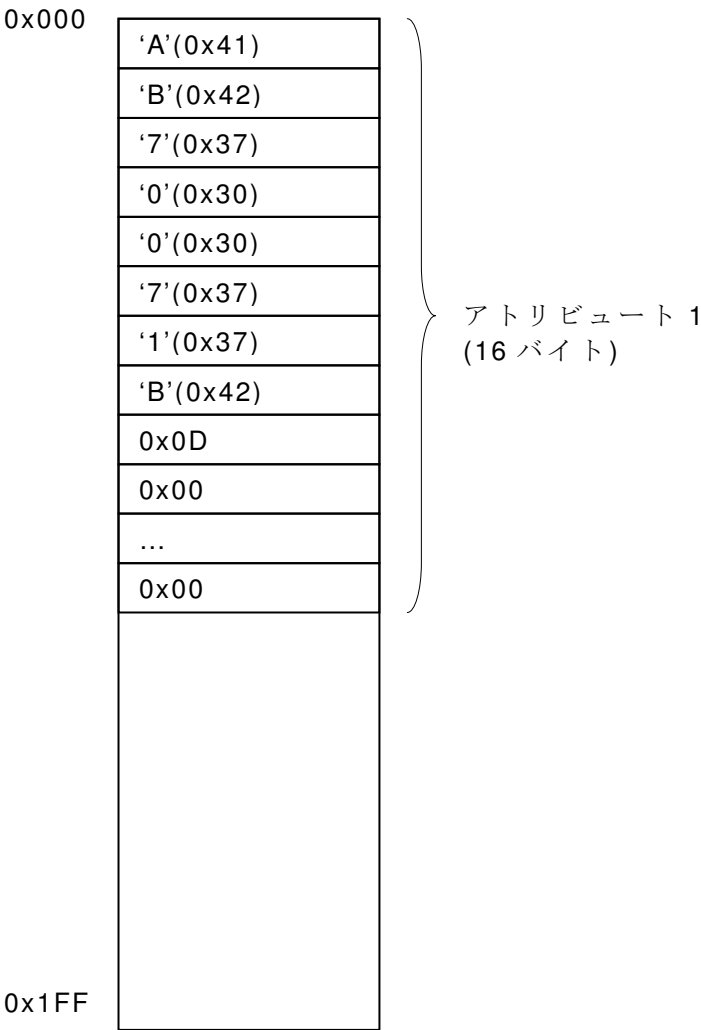 0x000
‘A’(0x41)
‘B’(0x42)
‘7’(0x37)
‘0’(0x30)
‘0’(0x30)
‘7’(0x37)
‘1’(0x37)
‘B’(0x42)
0x0D
0x00
…
0x00
アトリビュート 1
(16 バイト)
0x1FF